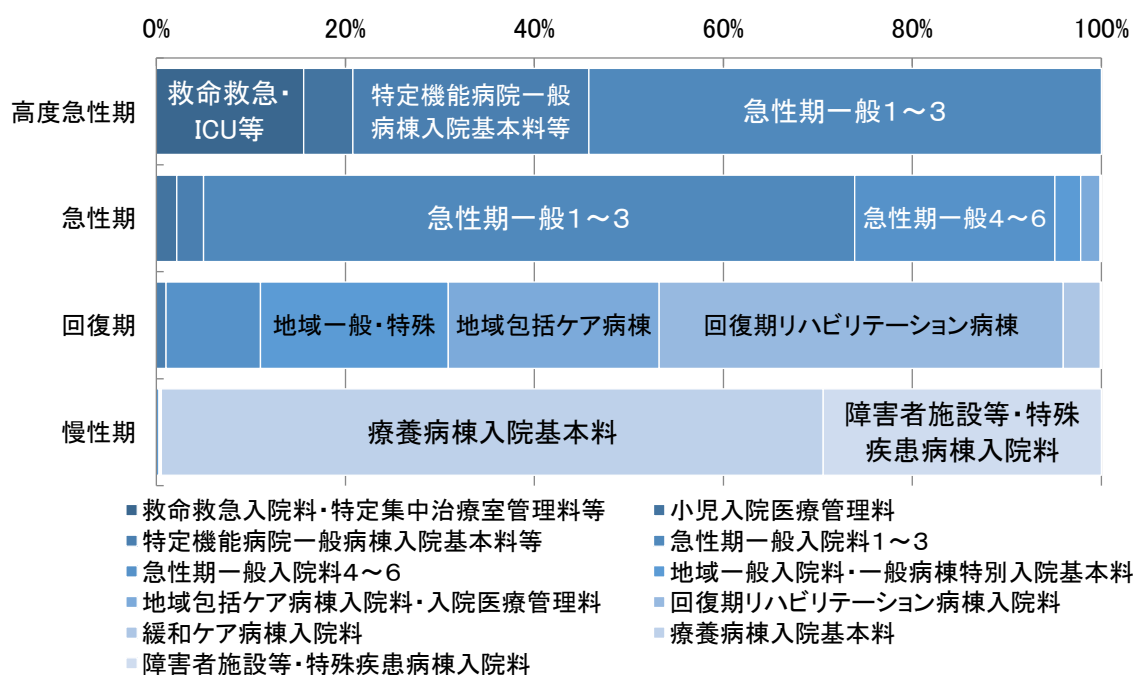 0% 20% 40% 60% 80% 100%
高度急性期
救命救急・
ICU等
特定機能病院一般
病棟入院基本料等
急性期一般1～3
急性期
急性期一般1～3
急性期一般4～6
回復期
地域一般・特殊
地域包括ケア病棟
回復期リハビリテーション病棟
慢性期
療養病棟入院基本料
障害者施設等・特殊
疾患病棟入院料
救命救急入院料・特定集中治療室管理料等
小児入院医療管理料
特定機能病院一般病棟入院基本料等
急性期一般入院料1～3
急性期一般入院料4～6
地域一般入院料・一般病棟特別入院基本料
地域包括ケア病棟入院料・入院医療管理料
回復期リハビリテーション病棟入院料
緩和ケア病棟入院料
療養病棟入院基本料
障害者施設等・特殊疾患病棟入院料